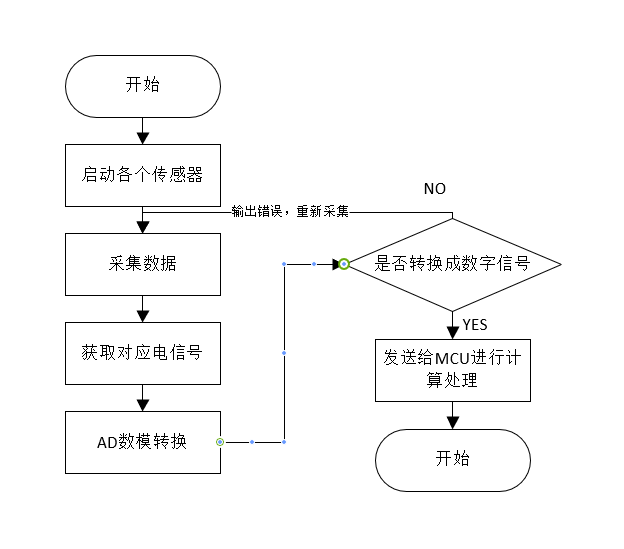 开始
启动各个传感器
输出错误，重新采集
采集数据
获取对应电信号
AD数模转换
NO
是否转换成数字信号
YES
发送给MCU进行计
算处理
开始